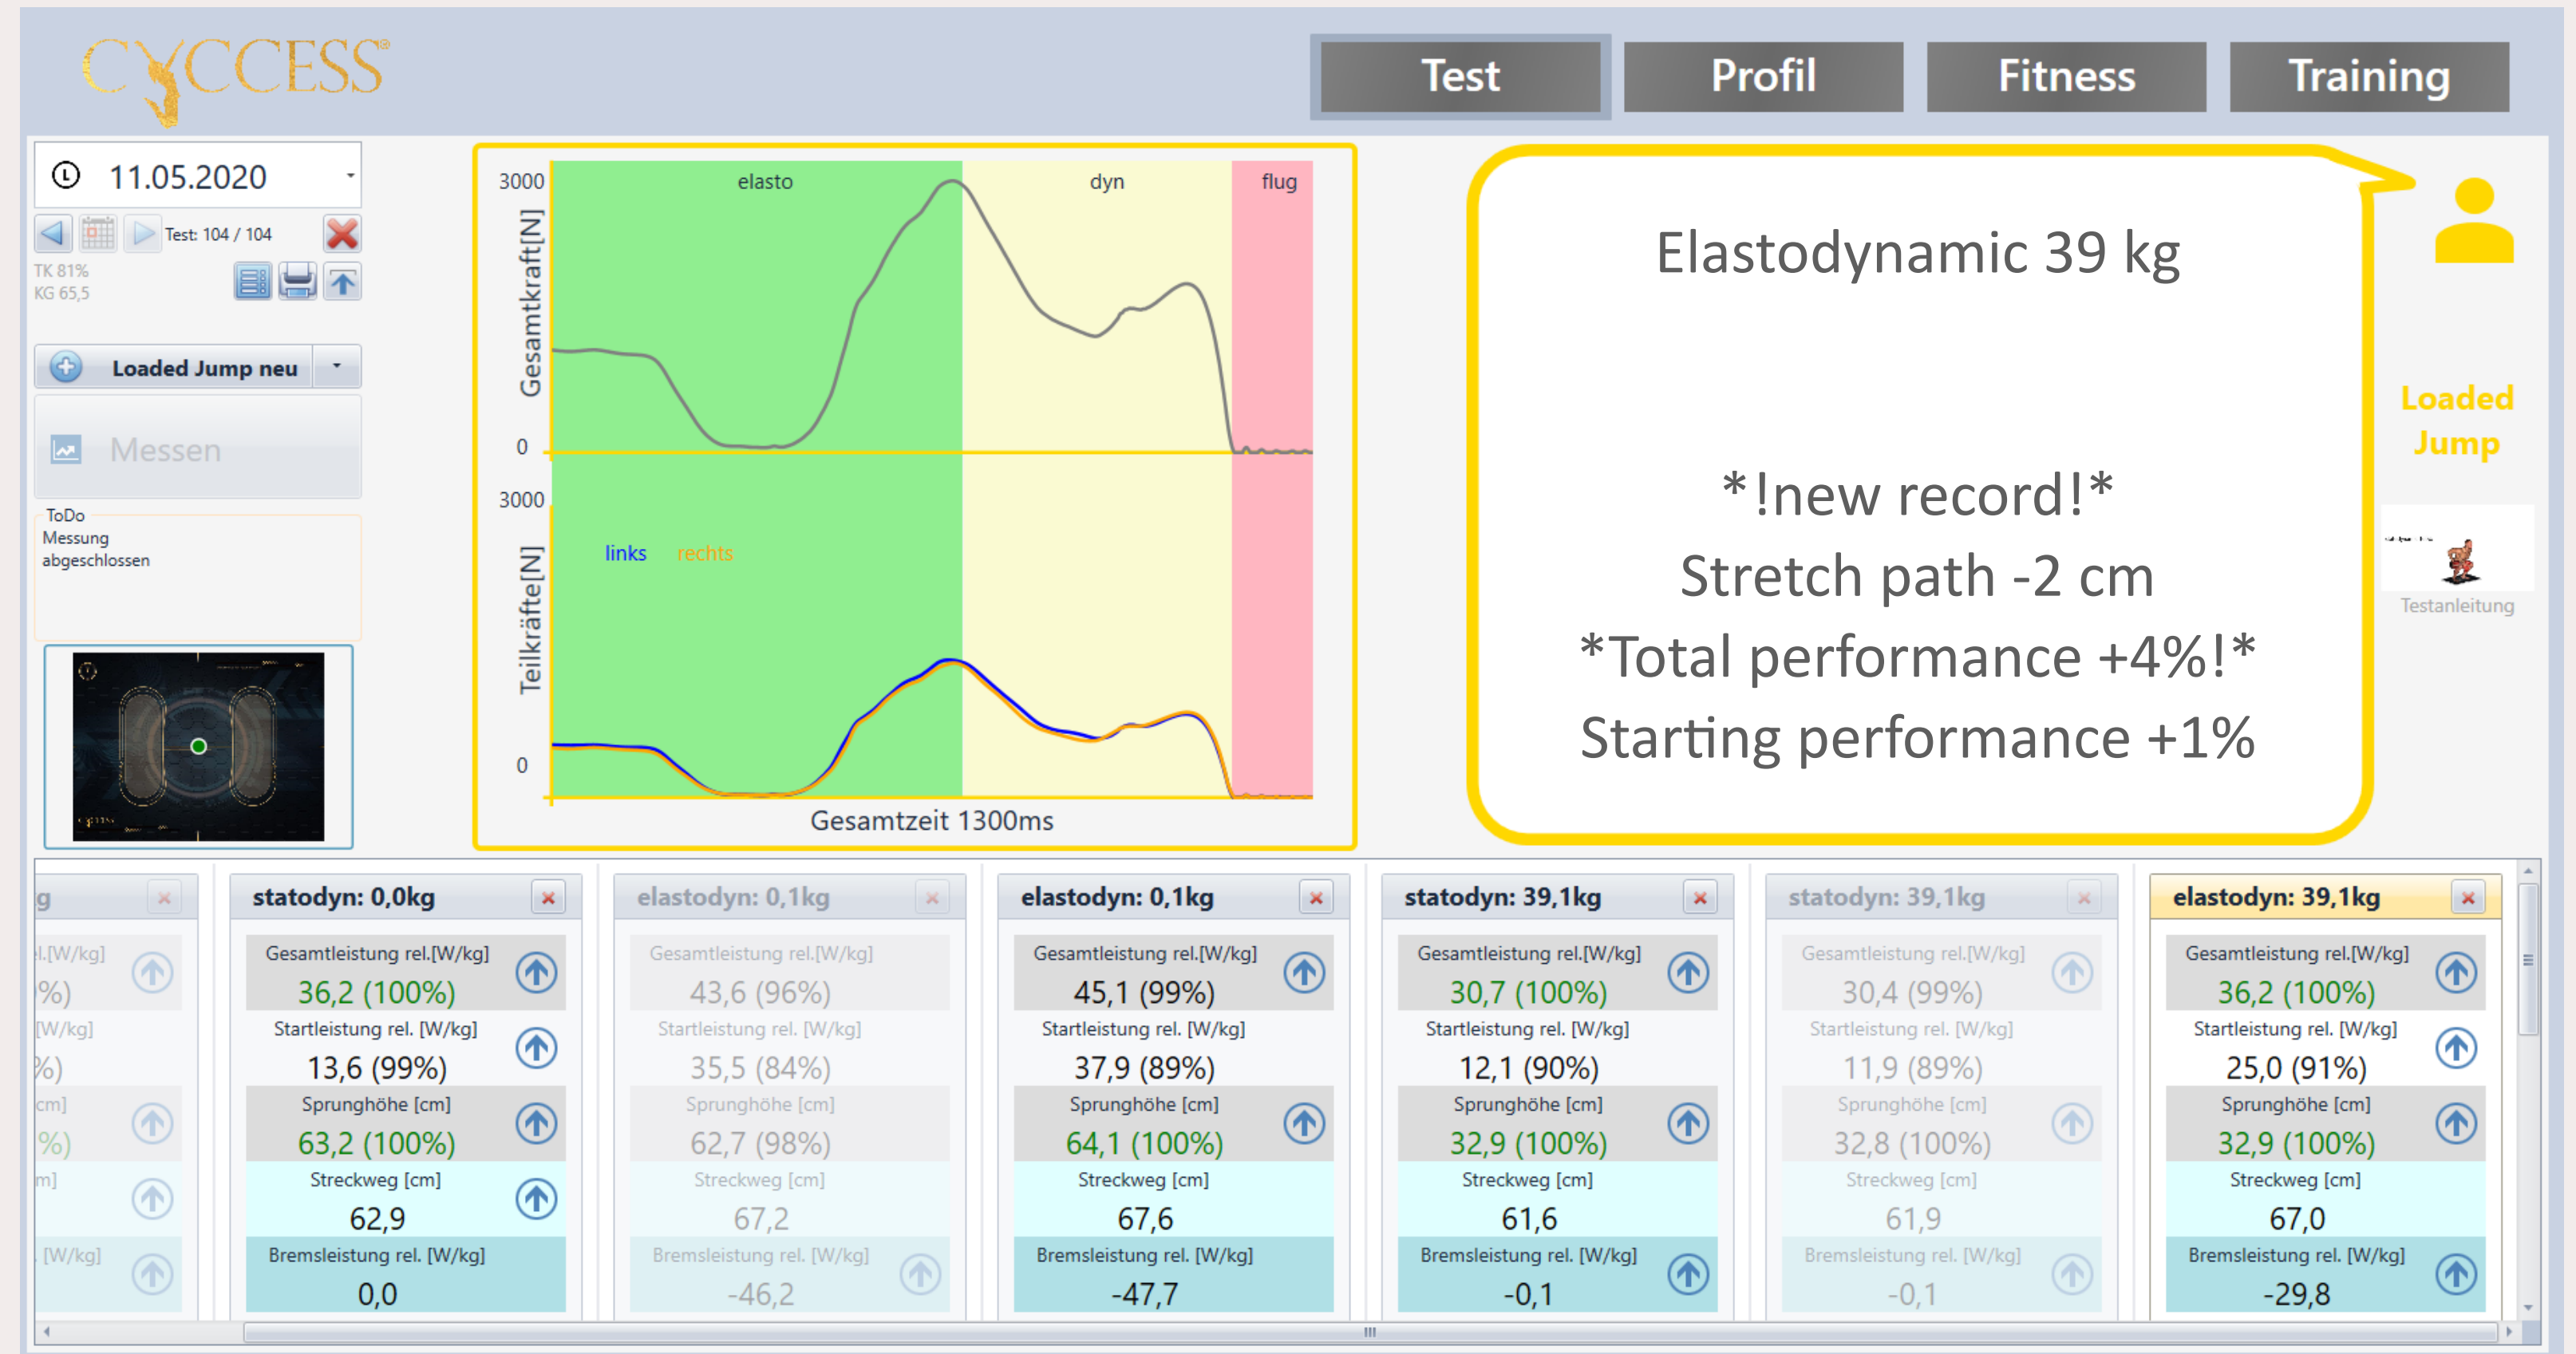 CYCCESS®
Test
Profil
Fitness
Training
11.05.2020
Test: 104 / 104
TK 81%
KG 65,5
Loaded Jump neu
Messen
ToDo
Messung
abgeschlossen
3000
elasto
dyn
flug
Gesamtkraft[N]
0
3000
links rechts
Teilkräfte[N]
0
Gesamtzeit 1300ms
Elastodynamic 39 kg
*!new record!*
Stretch path -2 cm
*Total performance +4%!*
Starting performance +1%
Loaded
Jump
Testanleitung
g
l.[W/kg]
%)
[W/kg]
%)
cm]
%)
m]
. [W/kg]
statodyn: 0,0kg
Gesamtleistung rel.[W/kg]
36,2 (100%)
Startleistung rel. [W/kg]
13,6 (99%)
Sprunghöhe [cm]
63,2 (100%)
Streckweg [cm]
62,9
Bremsleistung rel. [W/kg]
0,0
elastodyn: 0,1kg
Gesamtleistung rel.[W/kg]
43,6 (96%)
Startleistung rel. [W/kg]
35,5 (84%)
Sprunghöhe [cm]
62,7 (98%)
Streckweg [cm]
67,2
Bremsleistung rel. [W/kg]
-46,2
elastodyn: 0,1kg
Gesamtleistung rel.[W/kg]
45,1 (99%)
Startleistung rel. [W/kg]
37,9 (89%)
Sprunghöhe [cm]
64,1 (100%)
Streckweg [cm]
67,6
Bremsleistung rel. [W/kg]
-47,7
statodyn: 39,1kg
Gesamtleistung rel.[W/kg]
30,7 (100%)
Startleistung rel. [W/kg]
12,1 (90%)
Sprunghöhe [cm]
32,9 (100%)
Streckweg [cm]
61,6
Bremsleistung rel. [W/kg]
-0,1
statodyn: 39,1kg
Gesamtleistung rel.[W/kg]
30,4 (99%)
Startleistung rel. [W/kg]
11,9 (89%)
Sprunghöhe [cm]
32,8 (100%)
Streckweg [cm]
61,9
Bremsleistung rel. [W/kg]
-0,1
elastodyn: 39,1kg
Gesamtleistung rel.[W/kg]
36,2 (100%)
Startleistung rel. [W/kg]
25,0 (91%)
Sprunghöhe [cm]
32,9 (100%)
Streckweg [cm]
67,0
Bremsleistung rel. [W/kg]
-29,8